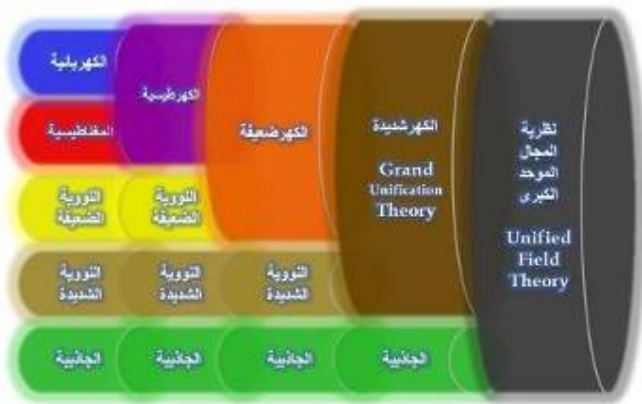 الكهربائية
المغناطيسية
النووية
الضعيفة
النووية
الشديدة
الجاذبية
الكهرطيسية
النووية
الضعيفة
النووية
الشديدة
الجاذبية
الكهرضعيفة
النووية
الشديدة
الجاذبية
الكهرشديدة
Grand
Unification
Theory
الجاذبية
نظرية
المجال
الموحد
الكبرى
Unified
Field
Theory